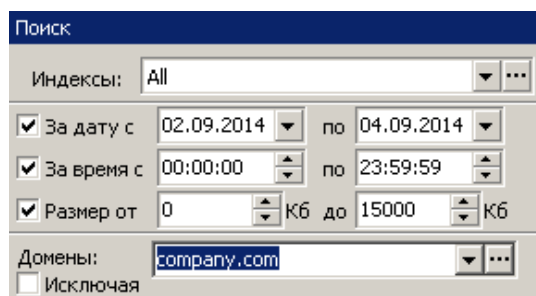 Поиск
Индексы: All
За дату с 02.09.2014 по 04.09.2014
За время с 00:00:00 по 23:59:59
Размер от 0 Кб до 15000 Кб
Домены: company.com
Исключая